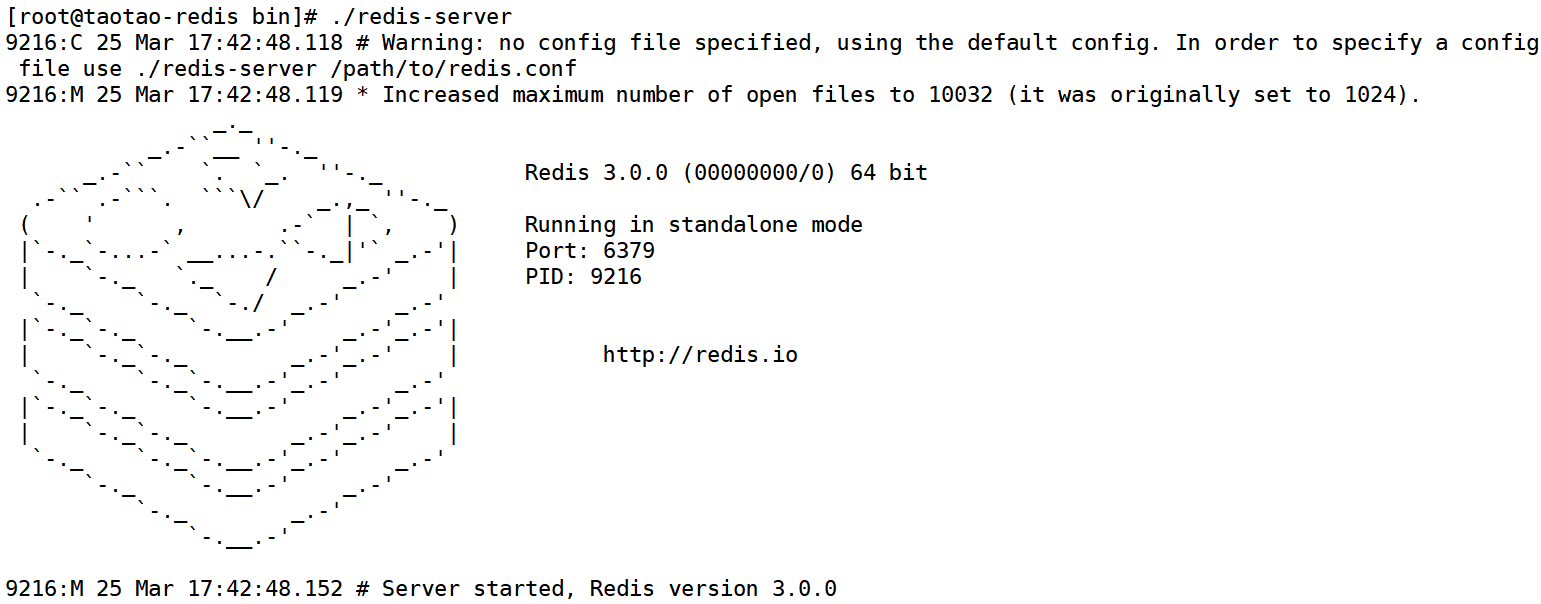 [root@taotao-redis bin]# ./redis-server
9216:C 25 Mar 17:42:48.118 # Warning: no config file specified, using the default config. In order to specify a config
 file use ./redis-server /path/to/redis.conf
9216:M 25 Mar 17:42:48.119 * Increased maximum number of open files to 10032 (it was originally set to 1024).
Redis 3.0.0 (00000000/0) 64 bit
Running in standalone mode
Port: 6379
PID: 9216
http://redis.io
9216:M 25 Mar 17:42:48.152 # Server started, Redis version 3.0.0